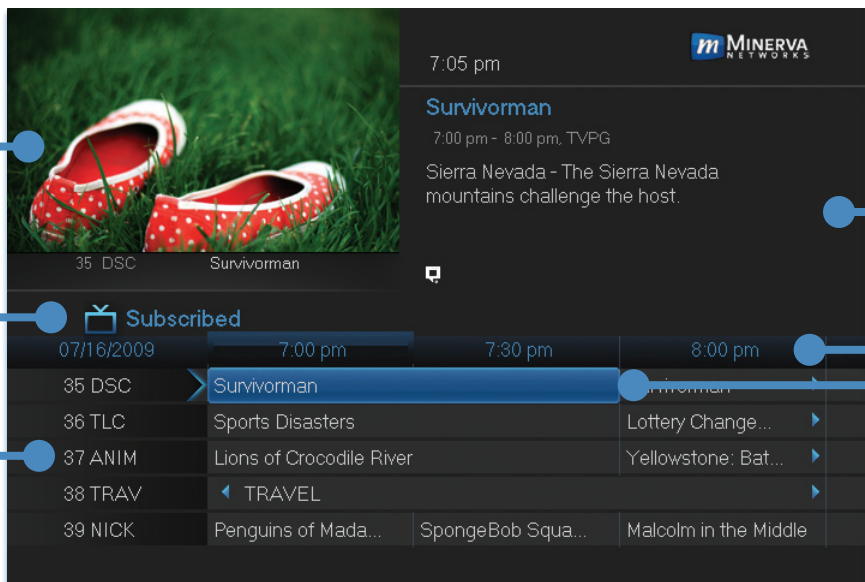 7:05 pm
m MINERVA
NETWORKS
Survivorman
7:00 pm - 8:00 pm, TVPG
Sierra Nevada - The Sierra Nevada
mountains challenge the host.
35 DSC Survivorman
Subscribed
07/16/2009 7:00 pm 7:30 pm 8:00 pm
35 DSC Survivorman
36 TLC Sports Disasters Lottery Change...
37 ANIM Lions of Crocodile River Yellowstone: Bat...
38 TRAV TRAVEL
39 NICK Penguins of Mada... SpongeBob Squa... Malcolm in the Middle